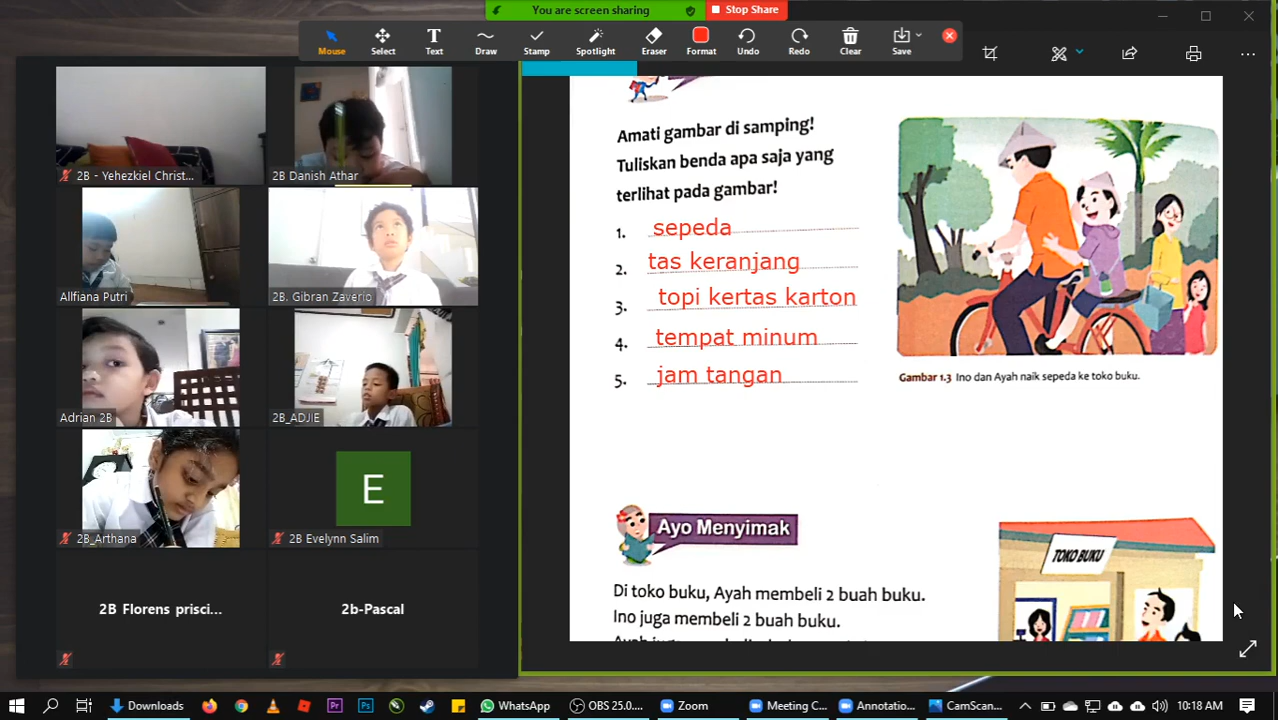 You are screen sharing
Stop Share
Mouse
Select
Text
Draw
Stamp
Spotlight
Eraser
Format
Undo
Redo
Clear
Save
2B - Yehezkiel Christ...
2B Danish Athar
Allfiana Putri
2B. Gibran Zaverio
Adrian 2B
2B_ADJIE
2B_Arthana
E
2B Evelynn Salim
2B Florens prisci...
2b-Pascal
Amati gambar di samping!
Tuliskan benda apa saja yang
terlihat pada gambar!
1. sepeda
2. tas keranjang
3. topi kertas karton
4. tempat minum
5. jam tangan
Gambar 1.3 Ino dan Ayah naik sepeda ke toko buku.
Ayo Menyimak
Di toko buku, Ayah membeli 2 buah buku.
Ino juga membeli 2 buah buku.
TOKO BUKU
Downloads
WhatsApp
OBS 25.0....
Zoom
Meeting C...
Annotatio...
CamScan...
10:18 AM